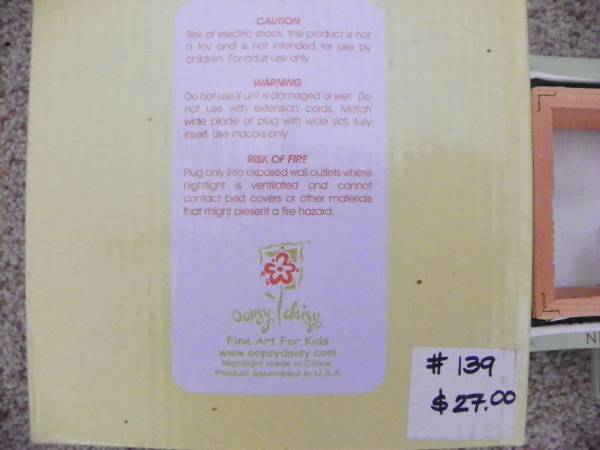 CAUTION
Risk of electric shock, this product is not
a toy and is not intended for use by
children. For adult use only
WARNING
Do not use if unit is damaged or wet. Do
not use with extention cords. Match
wide blade of plug with wide slot, fully
insert. Use indoors only
RISK OF FIRE
Plug only into exposed wall outlets where
nightlight is ventilated and cannot
contact bed covers or other materials
that might present a fire hazard.
oopsy daisy
Fine Art For Kids
www.oopsydaisy.com
Nightlight made in China
Product assembled in U.S.A.
# 139
$27.00